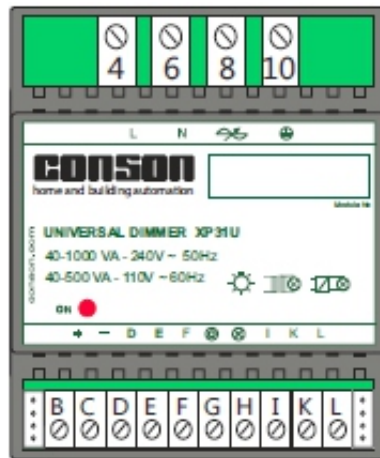 4 6 8 10
L N
CONSON
home and building automation
Module №
UNIVERSAL DIMMER XP31U
40-1000 VA - 240V ~ 50Hz
40-500 VA - 110V ~ 60Hz
conson.com
ON
+ - D E F I K L
B C D E F G H I K L